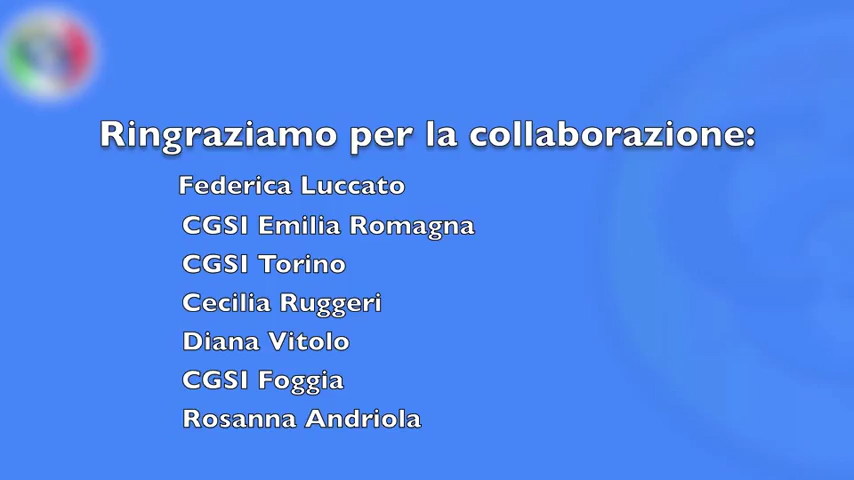 Ringraziamo per la collaborazione:
Federica Luccato
CGSI Emilia Romagna
CGSI Torino
Cecilia Ruggeri
Diana Vitolo
CGSI Foggia
Rosanna Andriola